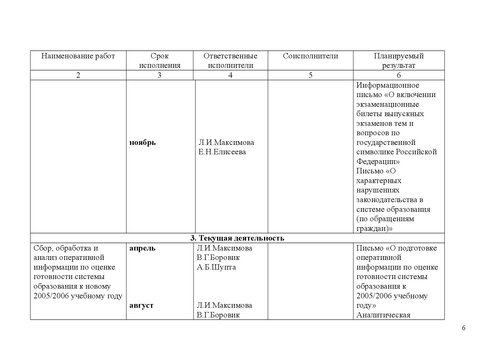 Наименование работ Срок исполнения Ответственные исполнители Соисполнители Планируемый результат
2 3 4 5 6
Информационное
письмо «О включении
экзаменационные
билеты выпускных
экзаменов тем и
вопросов по
ноябрь Л.И.Максимова государственной
Е.Н.Елисеева символике Российской
Федерации»
Письмо «О
характерных
нарушениях
законодательства в
системе образования
(по обращениям
граждан)»
3. Текущая деятельность
Сбор, обработка и апрель Л.И.Максимова Письмо «О подготовке
анализ оперативной В.Г.Боровик оперативной
информации по оценке А.Б.Шупта информации по оценке
готовности системы готовности системы
образования к новому образования к
2005/2006 учебному году 2005/2006 учебному
август Л.И.Максимова году»
В.Г.Боровик Аналитическая
6